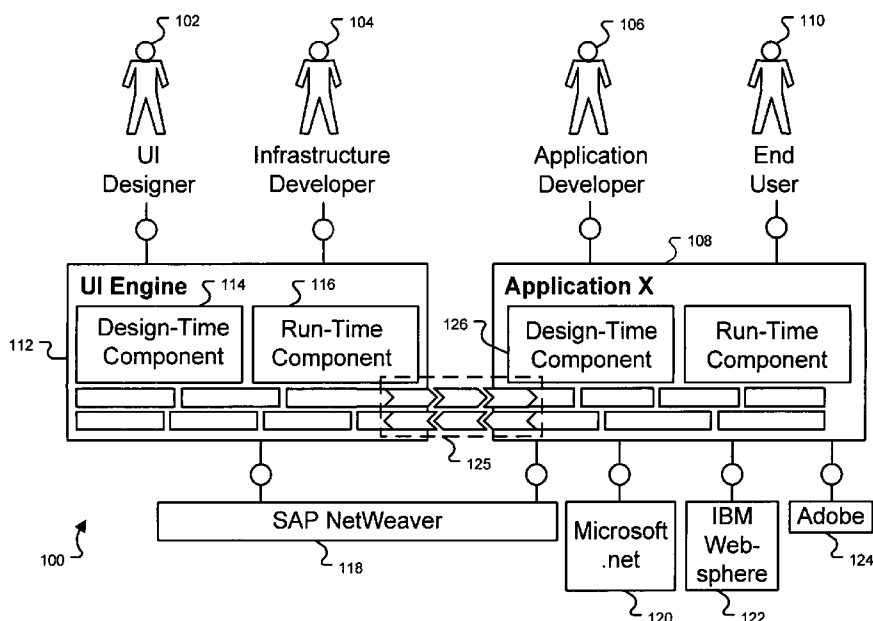 102
104
106
110
UI
Designer
Infrastructure
Developer
Application
Developer
End
User
108
UI Engine
114
116
Application X
112
Design-Time
Component
Run-Time
Component
126
Design-Time
Component
Run-Time
Component
125
SAP NetWeaver
Microsoft
.net
IBM
Web-
sphere
Adobe
100
118
120
122
124